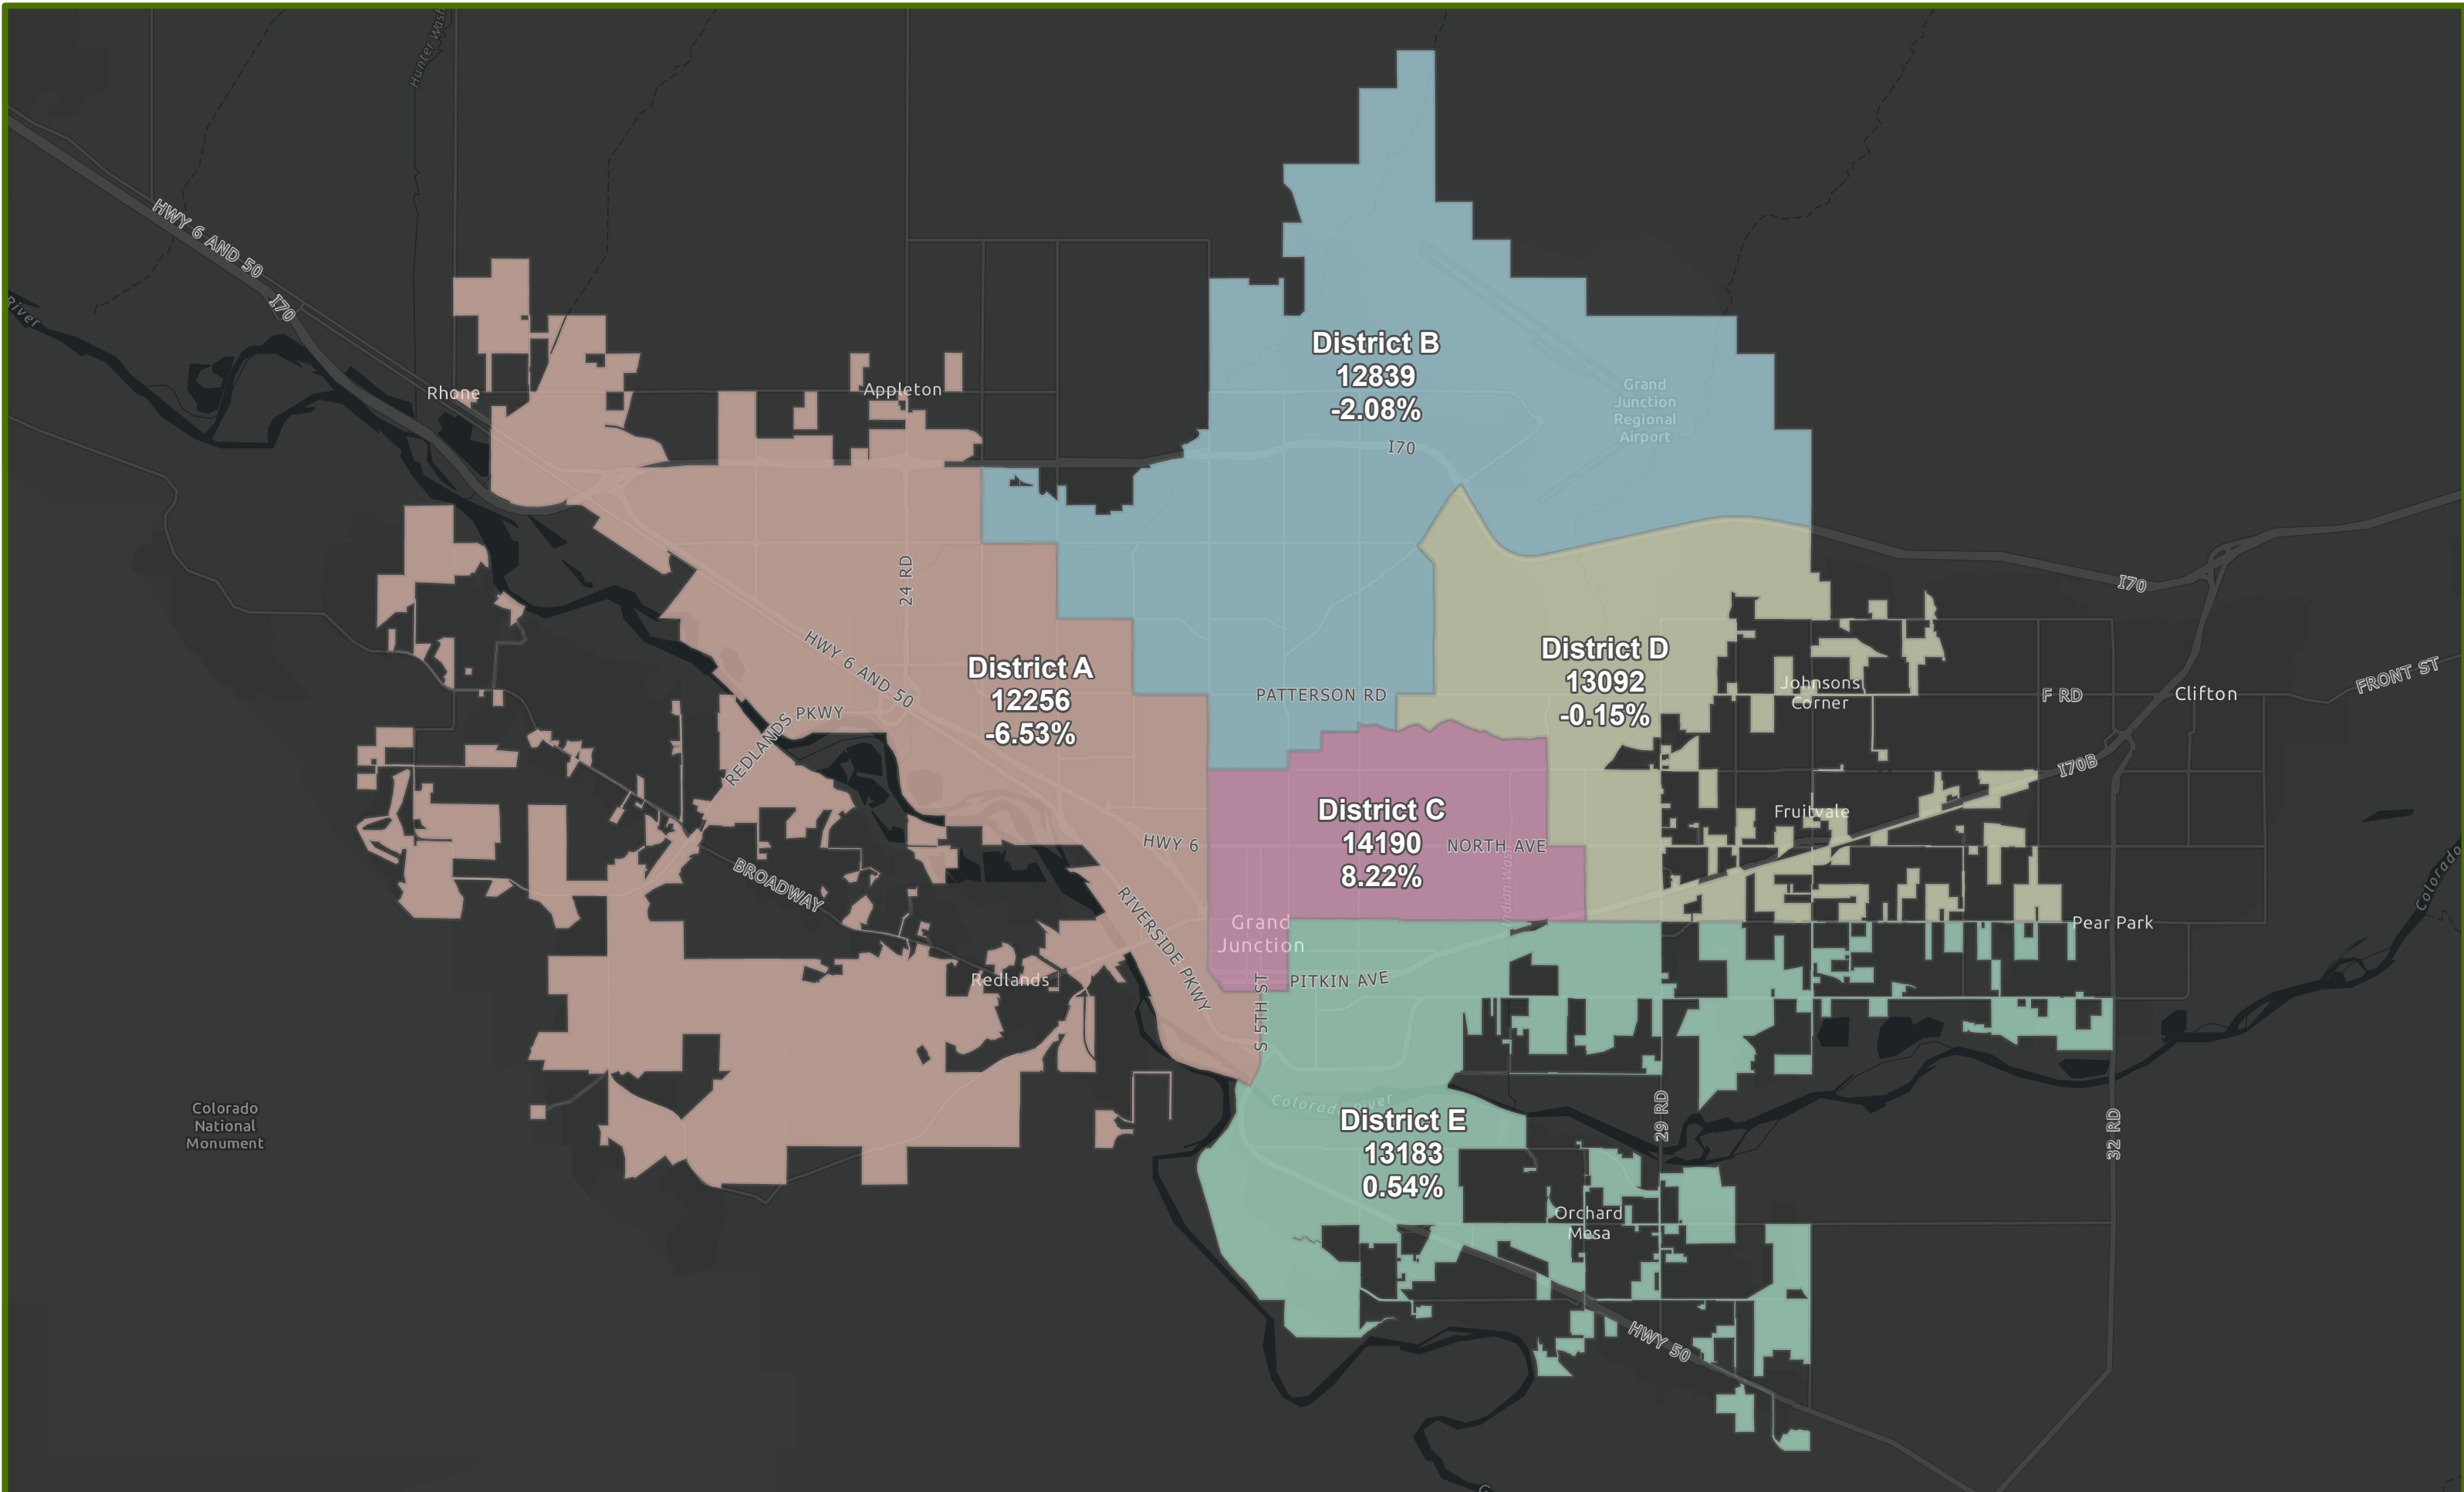 Hunter Wash
HWY 6 AND 50
I70
River
Rhone
Appleton
District B
12839
-2.08%
Grand
Junction
Regional
Airport
I70
24 RD
I70
HWY 6 AND 50
District A
12256
-6.53%
PATTERSON RD
District D
13092
-0.15%
Johnsons
Corner
F RD
Clifton
FRONT ST
REDLANDS PKWY
I70B
District C
14190
8.22%
HWY 6
NORTH AVE
Indian Wash
Fruitvale
BROADWAY
RIVERSIDE PKWY
Grand
Junction
Pear Park
Colorado
Redlands
PITKIN AVE
S 5TH ST
Colorado
National
Monument
Colorado River
District E
13183
0.54%
29 RD
32 RD
Orchard
Mesa
HWY 50